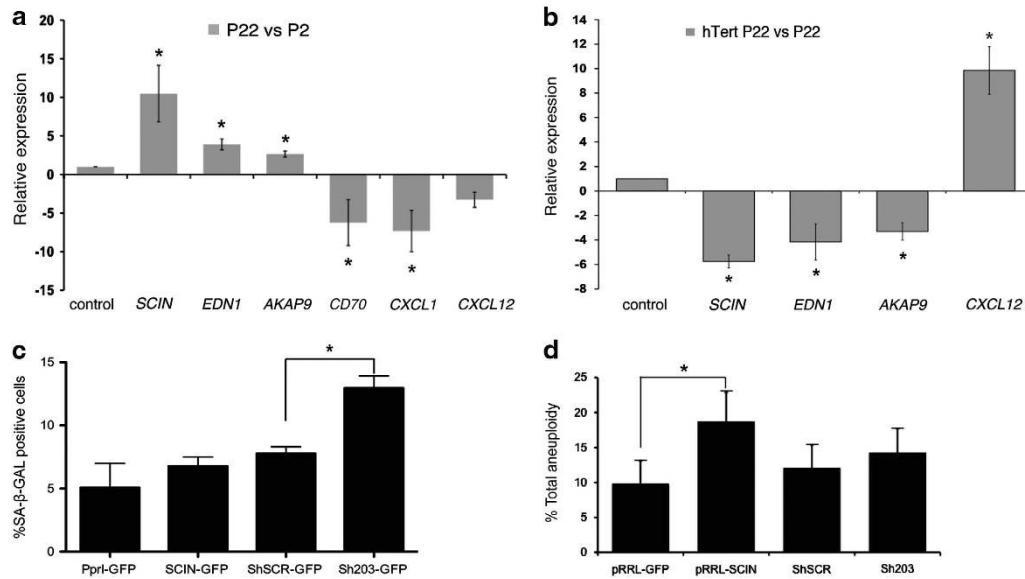 a
P22 vs P2
Relative expression
20
15
10
5
0
-5
-10
-15
control SCIN EDN1 AKAP9 CD70 CXCL1 CXCL12
* * * * *
b
hTert P22 vs P22
Relative expression
14
12
10
8
6
4
2
0
-2
-4
-6
-8
control SCIN EDN1 AKAP9 CXCL12
* * * *
c
%SA-β-GAL positive cells
15
10
5
0
*
Pprl-GFP SCIN-GFP ShSCR-GFP Sh203-GFP
d
% Total aneuploidy
25
20
15
10
5
0
*
pRRL-GFP pRRL-SCIN ShSCR Sh203